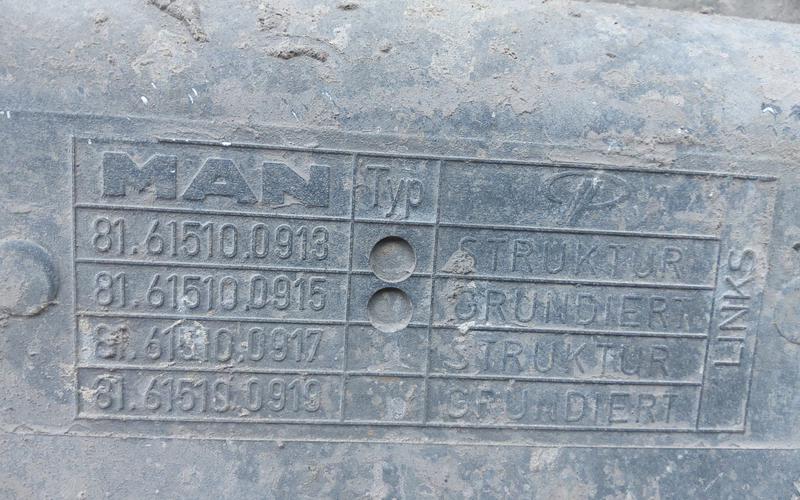 MAN Typ
81.61510.0913 STRUKTUR
81.61510.0915 GRUNDIERT
81.61510.0917 STRUKTUR
81.61510.0919 GRUNDIERT
LINKS